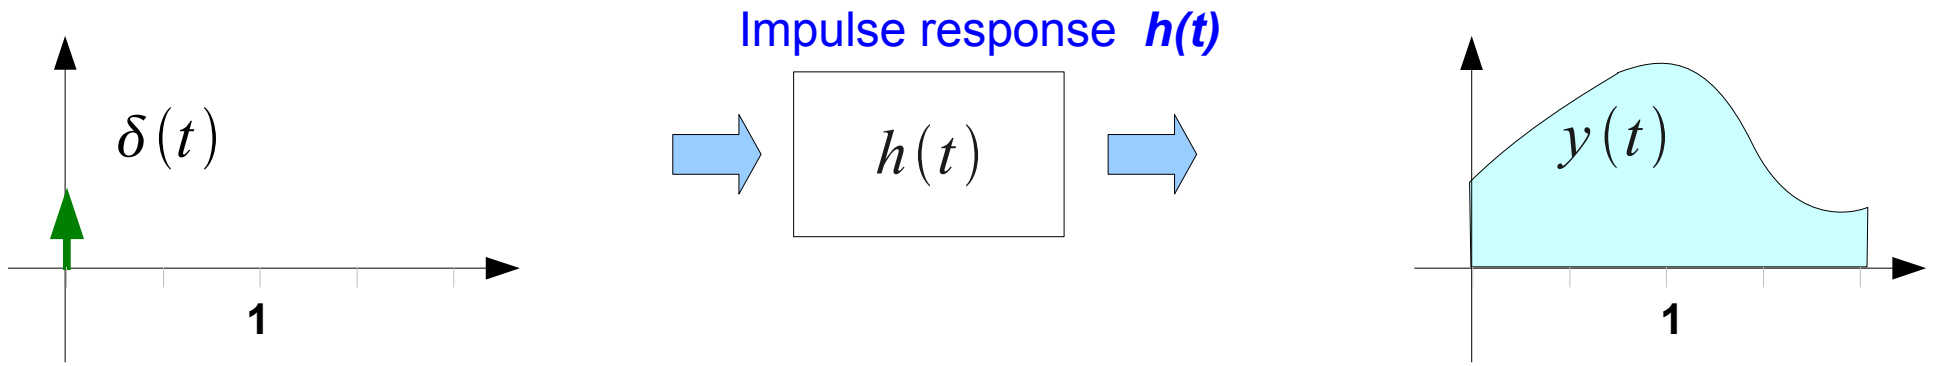 Impulse response h(t)
δ(t)
h(t)
y(t)
1
1